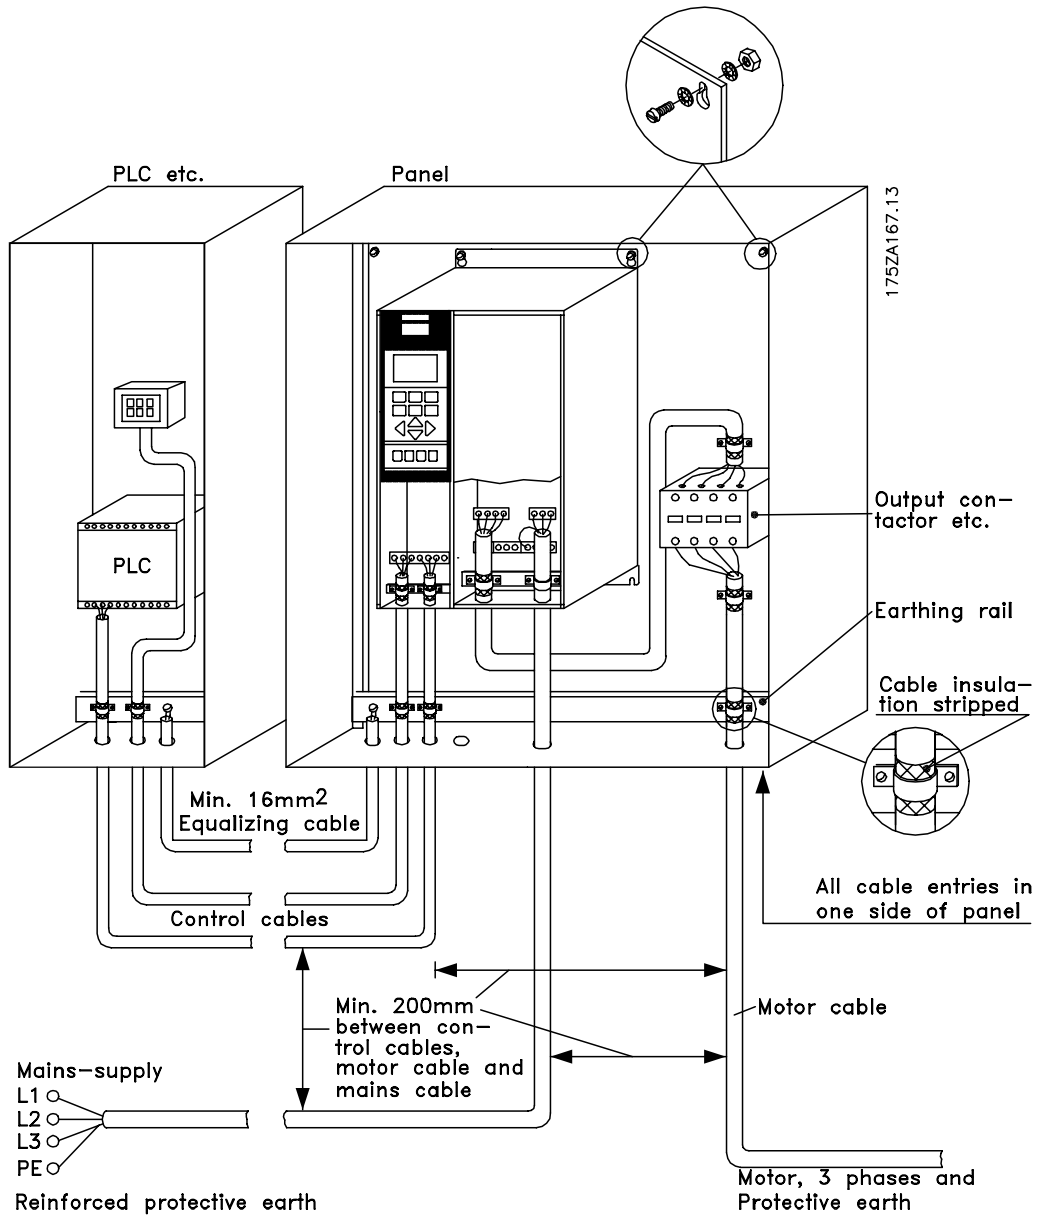 PLC etc.
Panel
175ZA167.13
PLC
Output con-
tactor etc.
Earthing rail
Cable insula-
tion stripped
Min. 16mm2
Equalizing cable
All cable entries in
one side of panel
Control cables
Min. 200mm
between con-
trol cables,
motor cable and
mains cable
Motor cable
Mains-supply
L1
L2
L3
PE
Reinforced protective earth
Motor, 3 phases and
Protective earth